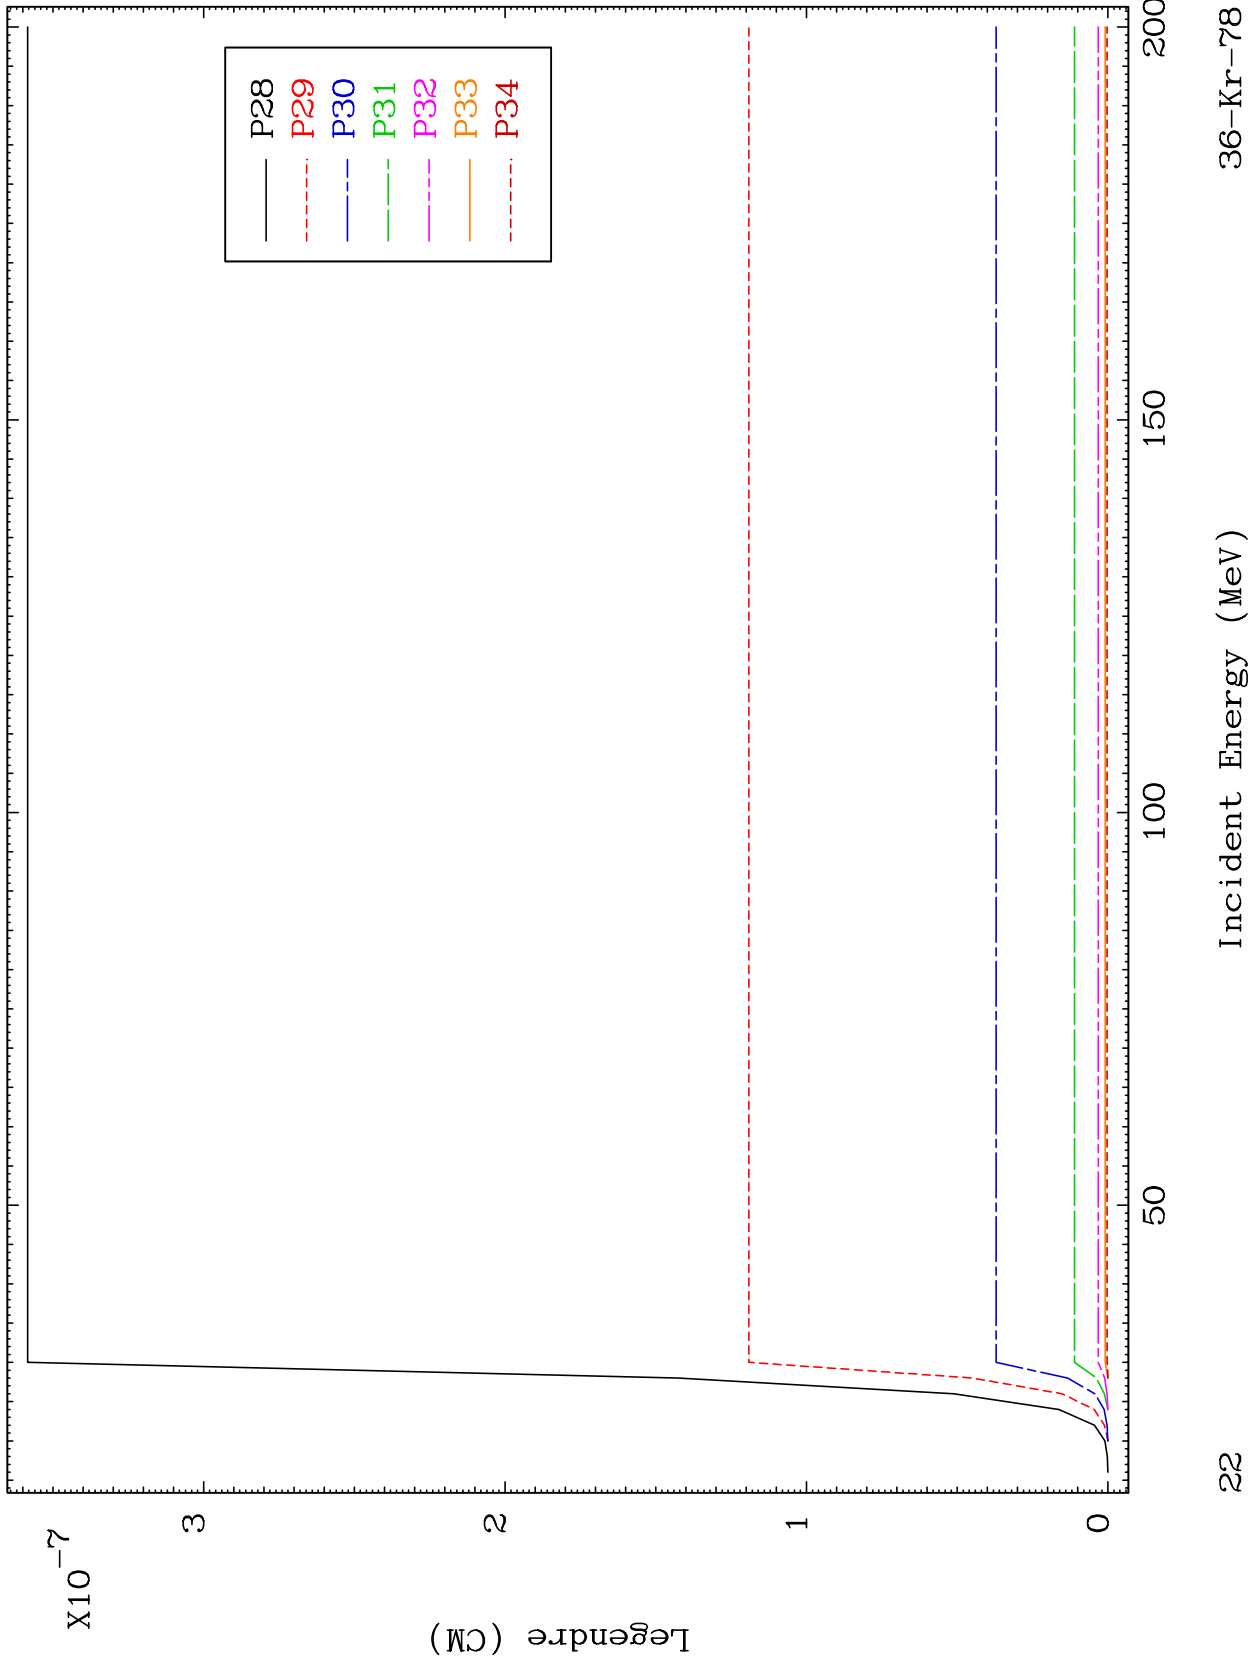 X10⁻⁷
Legendre (CM)
3
2
1
0
P28
P29
P30
P31
P32
P33
P34
50
100
150
200
Incident Energy (MeV)
22
36-Kr-78